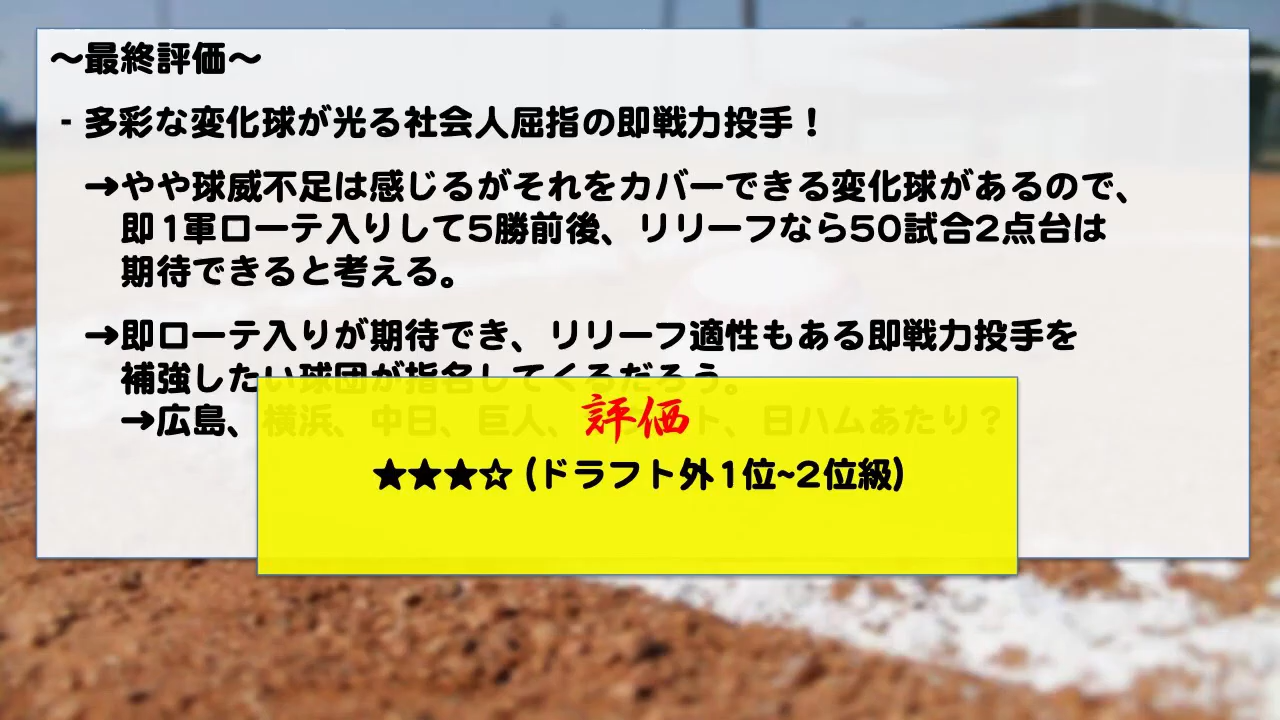 ～最終評価～
- 多彩な変化球が光る社会人屈指の即戦力投手！
→やや球威不足は感じるがそれをカバーできる変化球があるので、
即1軍ローテ入りして5勝前後、リリーフなら50試合2点台は
期待できると考える。
→即ローテ入りが期待でき、リリーフ適性もある即戦力投手を
補強したい球団が指名してくるだろう。
→広島、横浜、中日、巨人、ト、日ハムあたり？
評価
★★★☆ (ドラフト外1位~2位級)